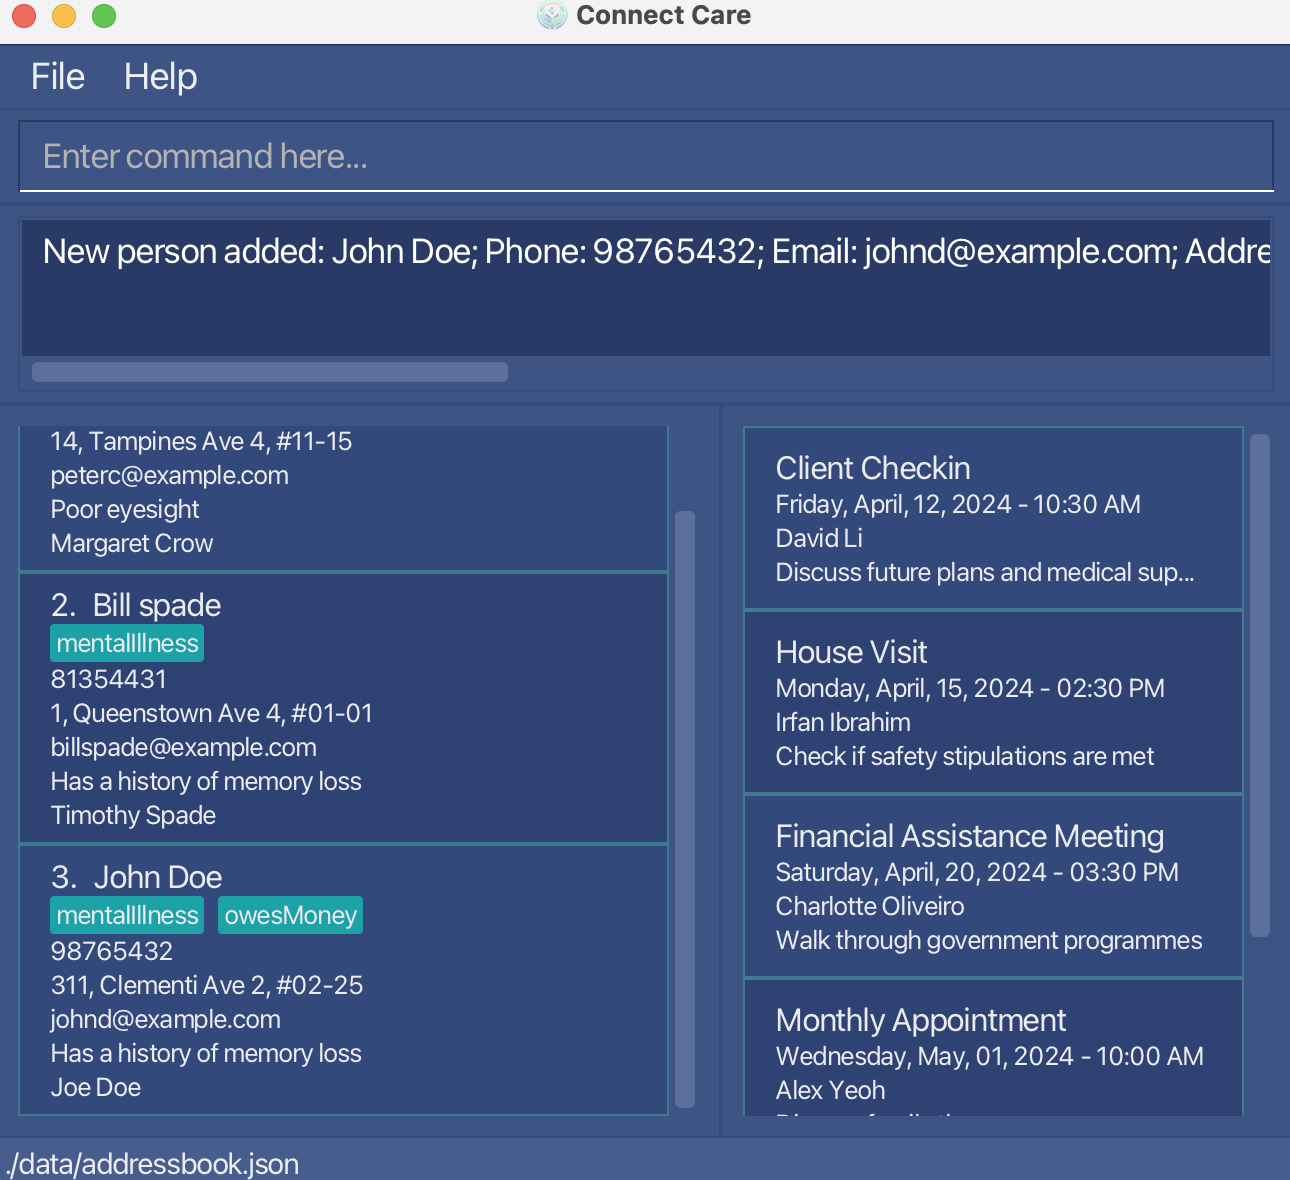 Connect Care
File Help
Enter command here...
New person added: John Doe; Phone: 98765432; Email: johnd@example.com; Addre
14, Tampines Ave 4, #11-15
peterc@example.com
Poor eyesight
Margaret Crow
2. Bill spade
mentalIllness
81354431
1, Queenstown Ave 4, #01-01
billspade@example.com
Has a history of memory loss
Timothy Spade
3. John Doe
mentalIllness owesMoney
98765432
311, Clementi Ave 2, #02-25
johnd@example.com
Has a history of memory loss
Joe Doe
Client Checkin
Friday, April, 12, 2024 - 10:30 AM
David Li
Discuss future plans and medical sup...
House Visit
Monday, April, 15, 2024 - 02:30 PM
Irfan Ibrahim
Check if safety stipulations are met
Financial Assistance Meeting
Saturday, April, 20, 2024 - 03:30 PM
Charlotte Oliveiro
Walk through government programmes
Monthly Appointment
Wednesday, May, 01, 2024 - 10:00 AM
Alex Yeoh
./data/addressbook.json